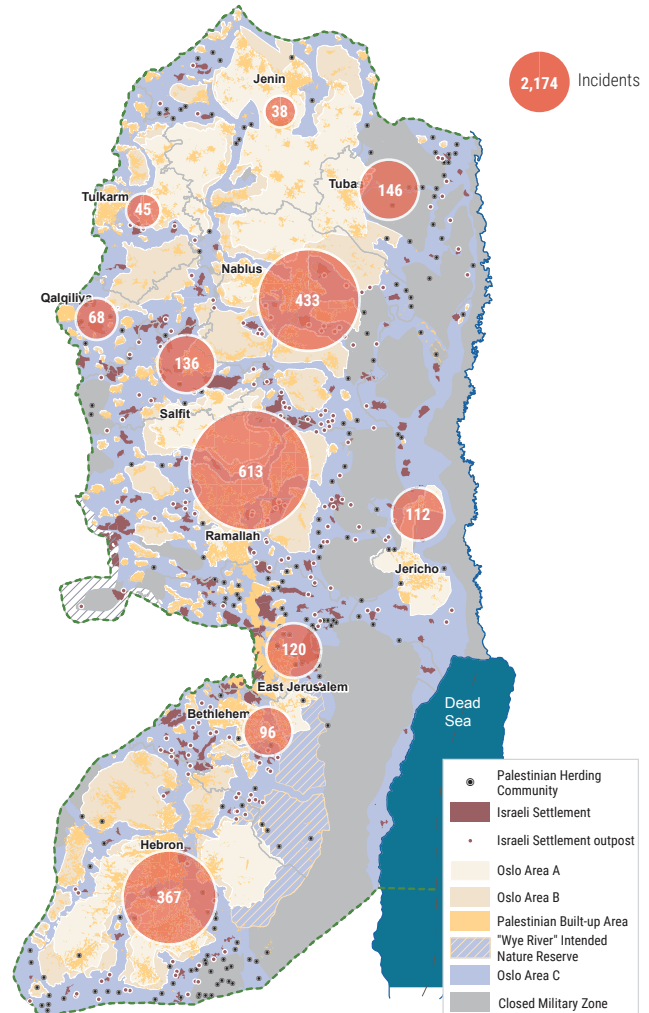 2,174
Incidents
Jenin
38
Tubas
146
Tulkarm
45
Nablus
433
Qalqiliya
68
136
Salfit
613
Ramallah
112
Jericho
120
East Jerusalem
Bethlehem
96
Dead
Sea
Hebron
367
Palestinian Herding
Community
Israeli Settlement
Israeli Settlement outpost
Oslo Area A
Oslo Area B
Palestinian Built-up Area
"Wye River" Intended
Nature Reserve
Oslo Area C
Closed Military Zone